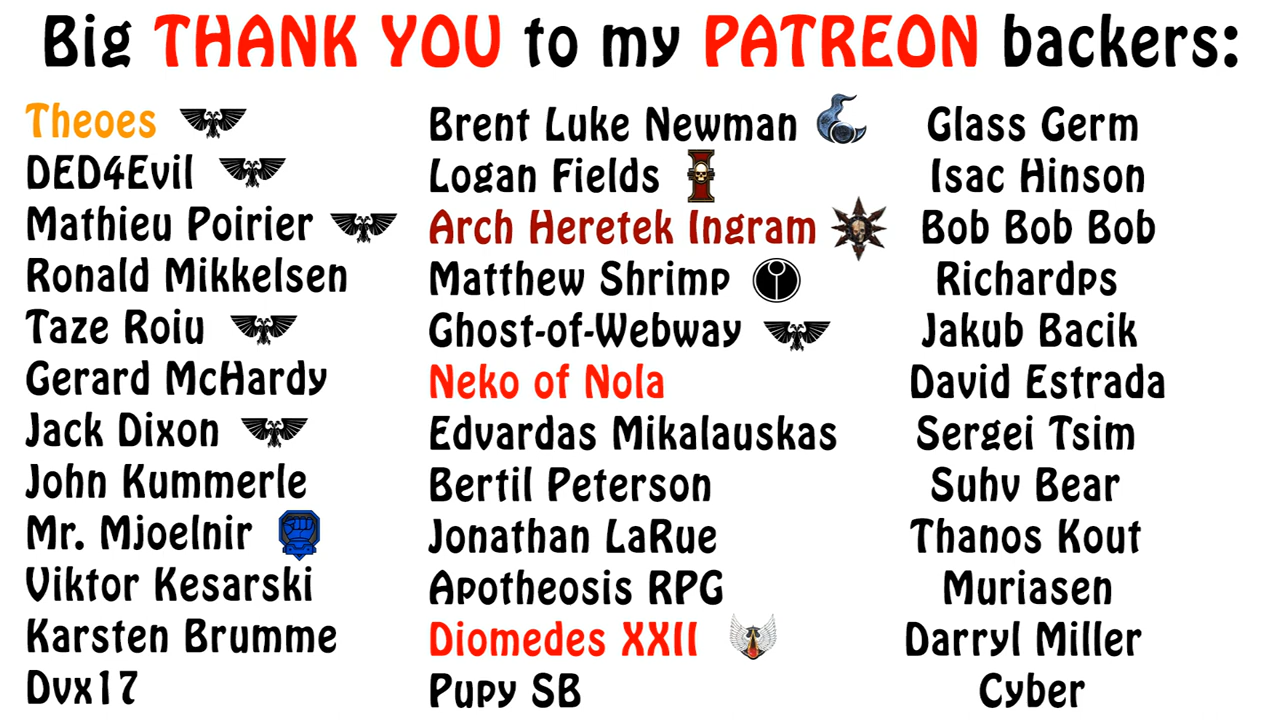 Big THANK YOU to my PATREON backers:
Theoes
DED4Evil
Mathieu Poirier
Ronald Mikkelsen
Taze Roiu
Gerard McHardy
Jack Dixon
John Kummerle
Mr. Mjoelnir
Viktor Kesarski
Karsten Brumme
Dvx17
Brent Luke Newman
Logan Fields
Arch Heretek Ingram
Matthew Shrimp
Ghost-of-Webway
Neko of Nola
Edvardas Mikalauskas
Bertil Peterson
Jonathan LaRue
Apotheosis RPG
Diomedes XXII
Pupy SB
Glass Germ
Isac Hinson
Bob Bob Bob
Richardps
Jakub Bacik
David Estrada
Sergei Tsim
Suhv Bear
Thanos Kout
Muriasen
Darryl Miller
Cyber